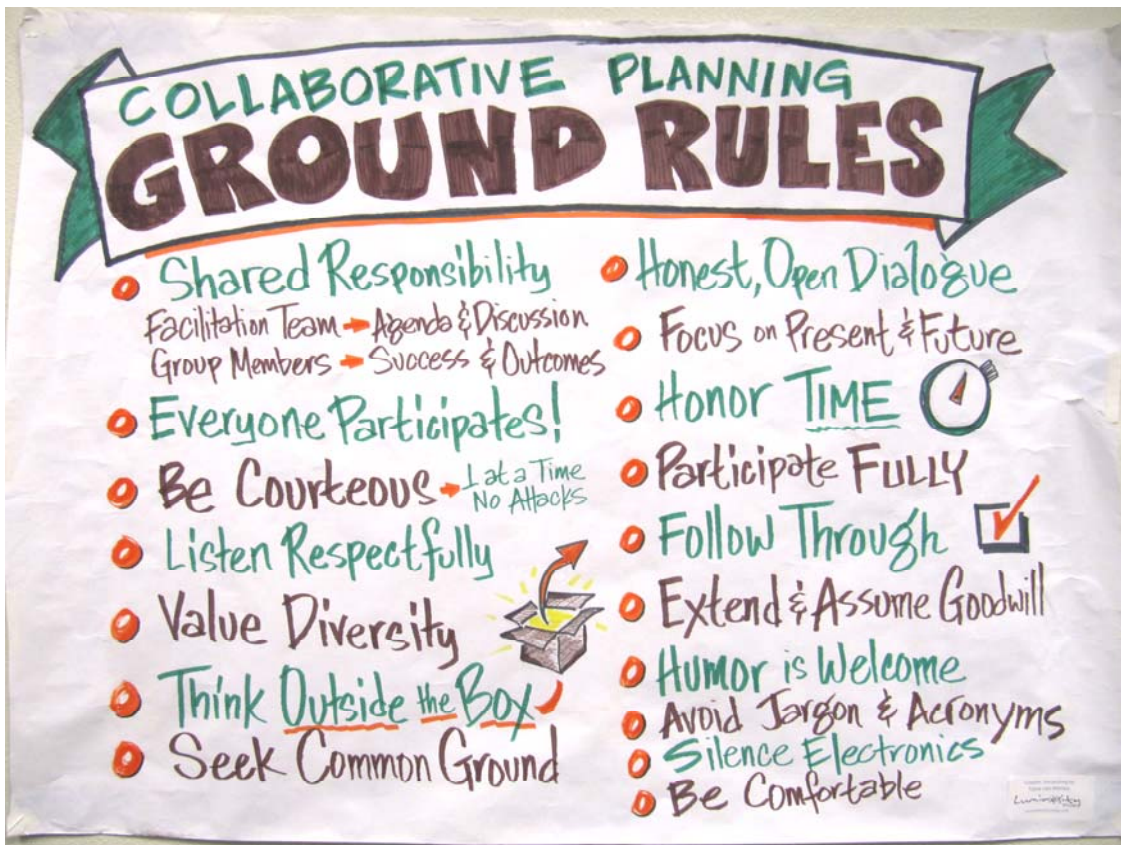 COLLABORATIVE PLANNING
GROUND RULES
Shared Responsibility
Facilitation Team → Agenda & Discussion
Group Members → Success & Outcomes
Everyone Participates!
Be Courteous → 1 at a Time
No Attacks
Listen Respectfully
Value Diversity
Think Outside the Box
Seek Common Ground
Honest, Open Dialogue
Focus on Present & Future
Honor TIME
Participate FULLY
Follow Through
Extend & Assume Goodwill
Humor is Welcome
Avoid Jargon & Acronyms
Silence Electronics
Be Comfortable